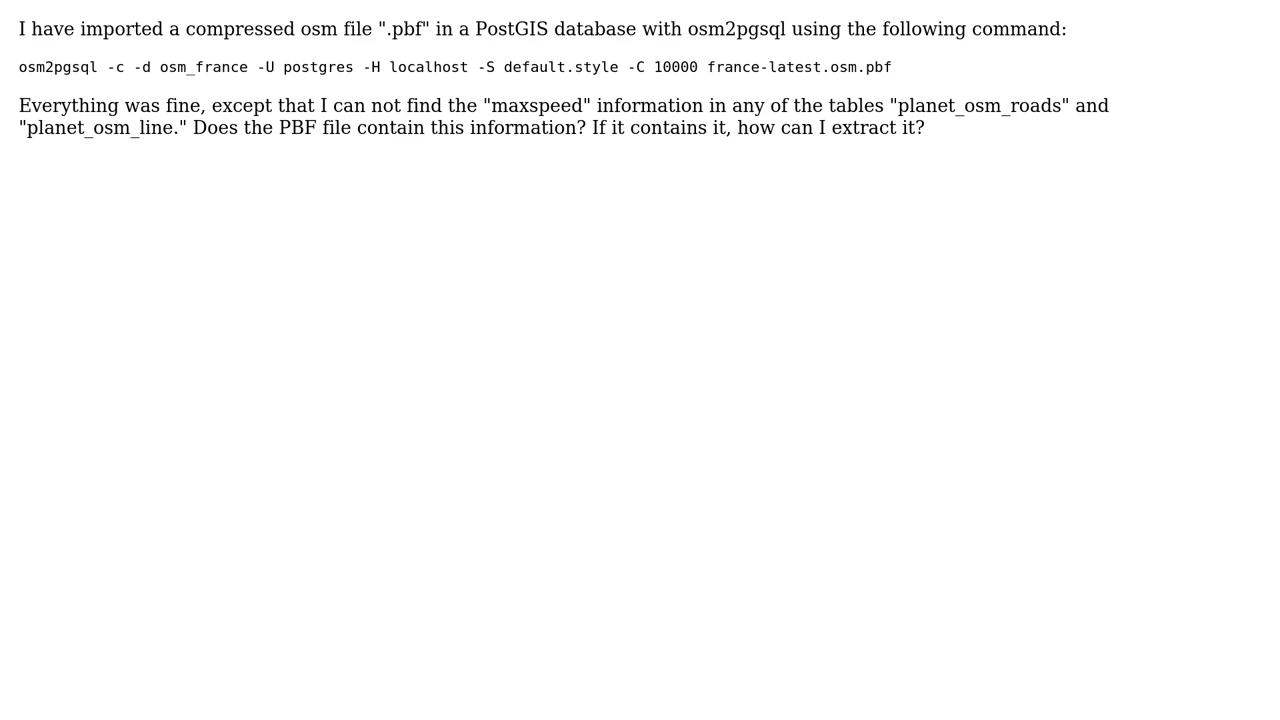 I have imported a compressed osm file ".pbf" in a PostGIS database with osm2pgsql using the following command:
osm2pgsql -c -d osm_france -U postgres -H localhost -S default.style -C 10000 france-latest.osm.pbf
Everything was fine, except that I can not find the "maxspeed" information in any of the tables "planet_osm_roads" and
"planet_osm_line." Does the PBF file contain this information? If it contains it, how can I extract it?